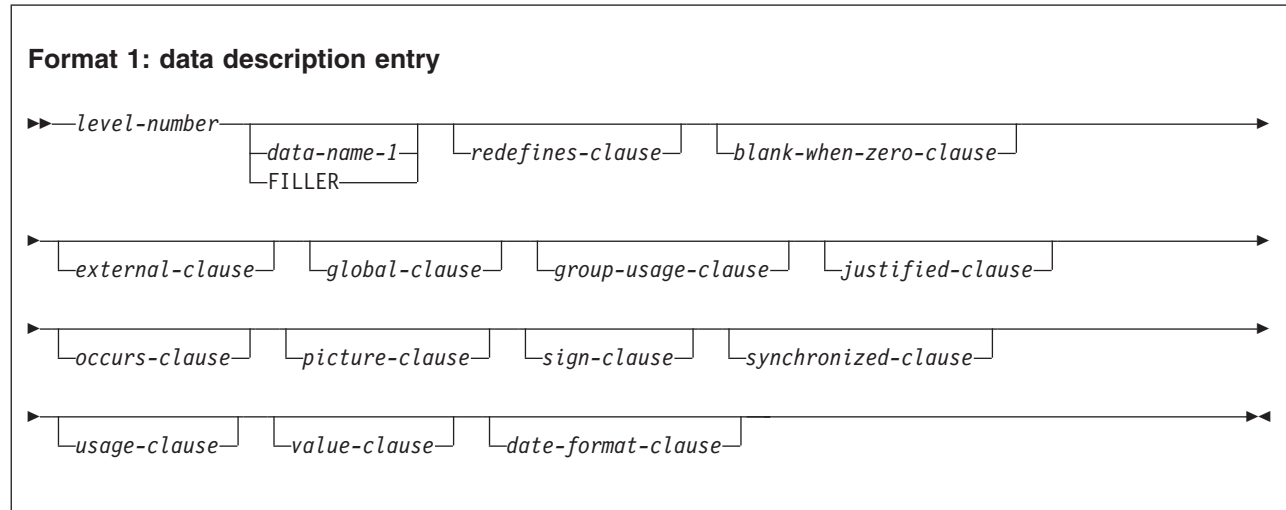 Format 1: data description entry
level-number
data-name-1 redefines-clause blank-when-zero-clause
FILLER
external-clause global-clause group-usage-clause justified-clause
occurs-clause picture-clause sign-clause synchronized-clause
usage-clause value-clause date-format-clause